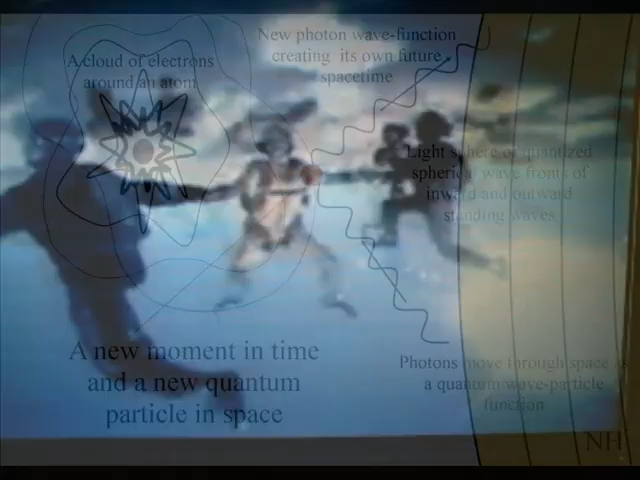 A cloud of electrons
around an atom
New photon wave-function
creating its own future
spacetime
Light sphere of quantized
spherical wave fronts of
inward and outward
standing waves
A new moment in time
and a new quantum
particle in space
Photons move through space as
a quantum wave-particle
function
NH